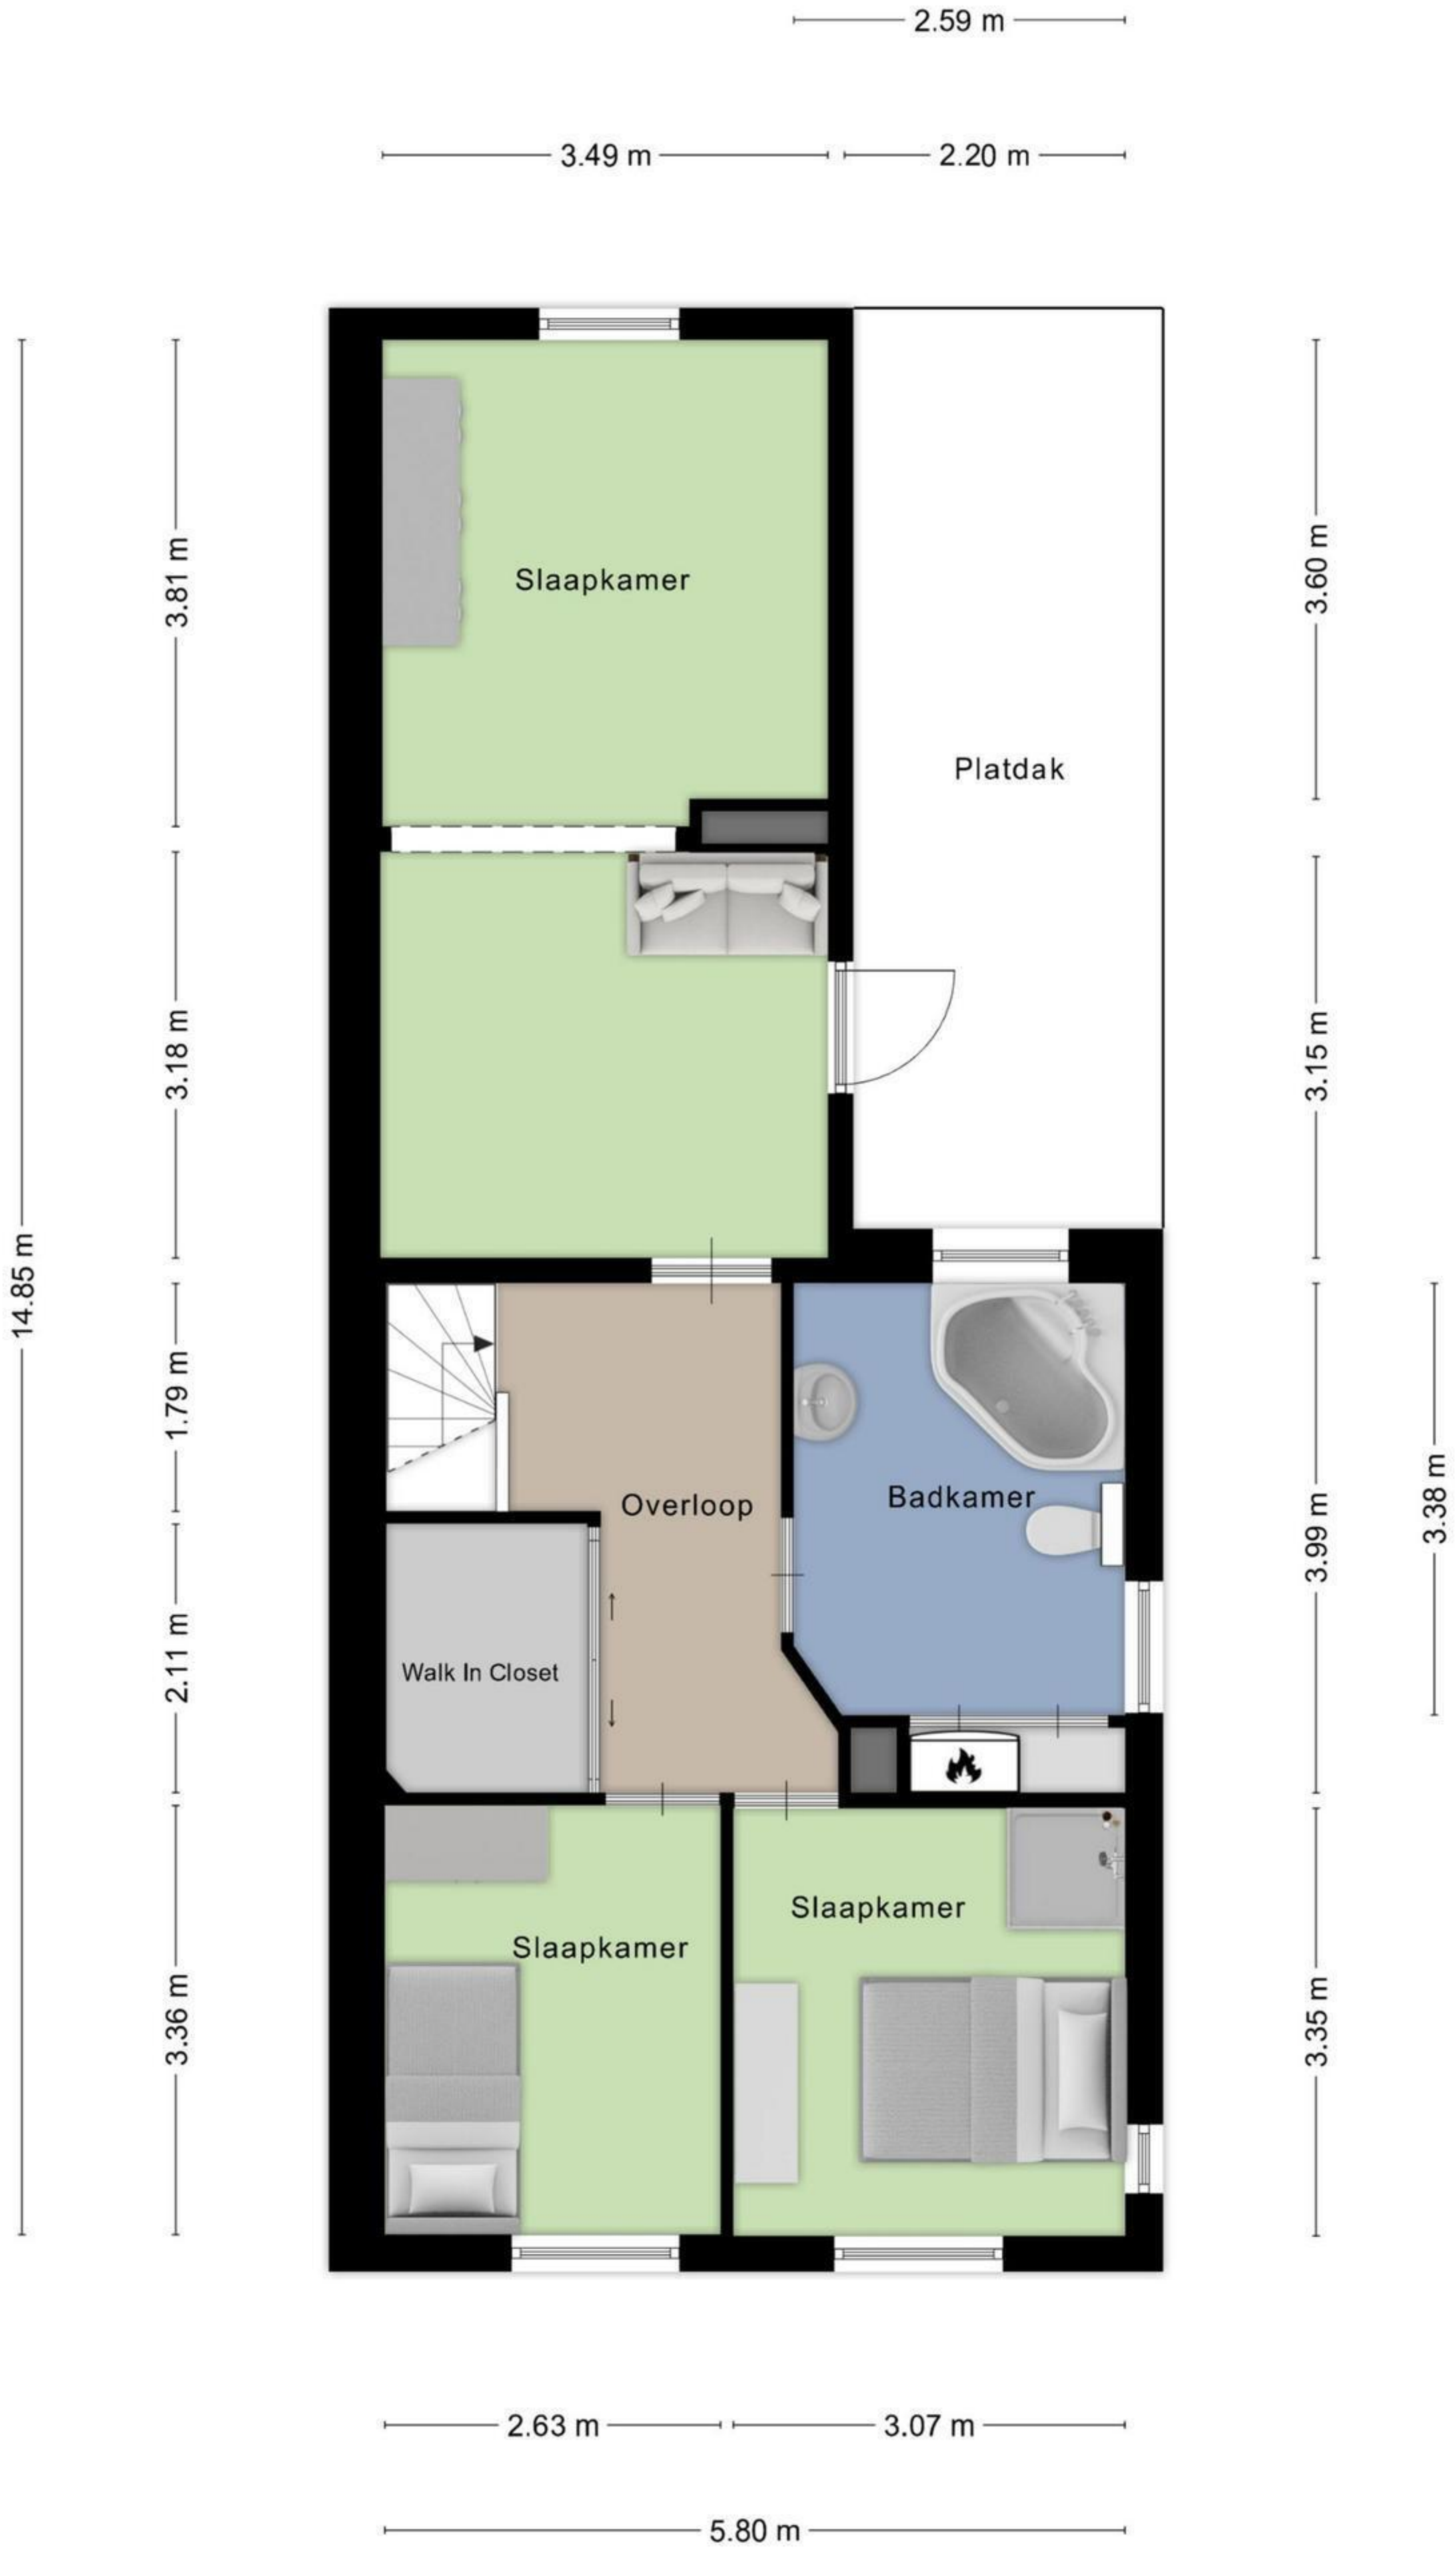 2.59 m
3.49 m
2.20 m
Slaapkamer
3.81 m
3.60 m
Platdak
3.18 m
3.15 m
14.85 m
1.79 m
Overloop
Badkamer
3.99 m
3.38 m
2.11 m
Walk In Closet
Slaapkamer
Slaapkamer
3.36 m
3.35 m
2.63 m
3.07 m
5.80 m